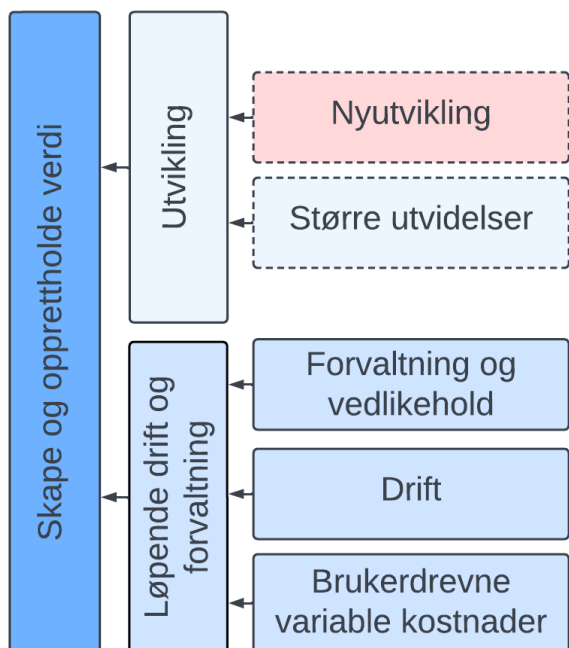 Skape og opprettholde verdi
Utvikling
Nyutvikling
Større utvidelser
Løpende drift og
forvaltning
Forvaltning og
vedlikehold
Drift
Brukerdrevne
variable kostnader